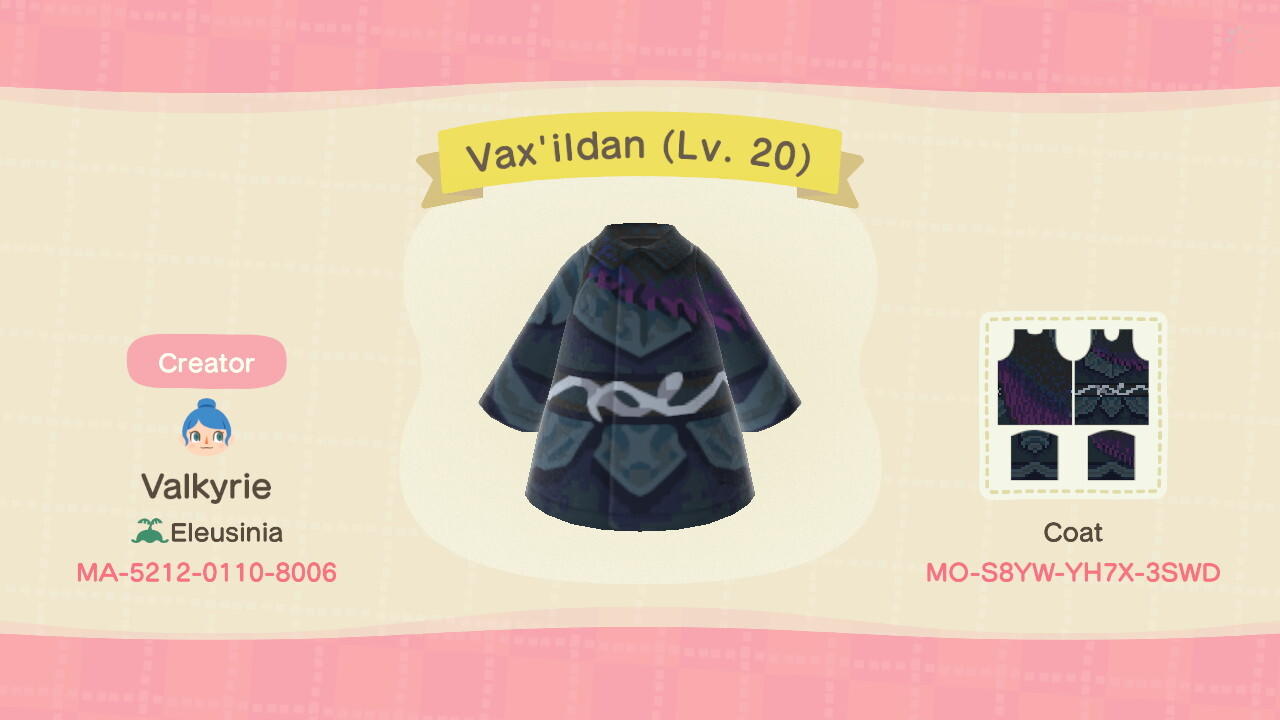 Vax'ildan (Lv. 20)
Creator
Valkyrie
Eleusinia
MA-5212-0110-8006
Coat
MO-S8YW-YH7X-3SWD